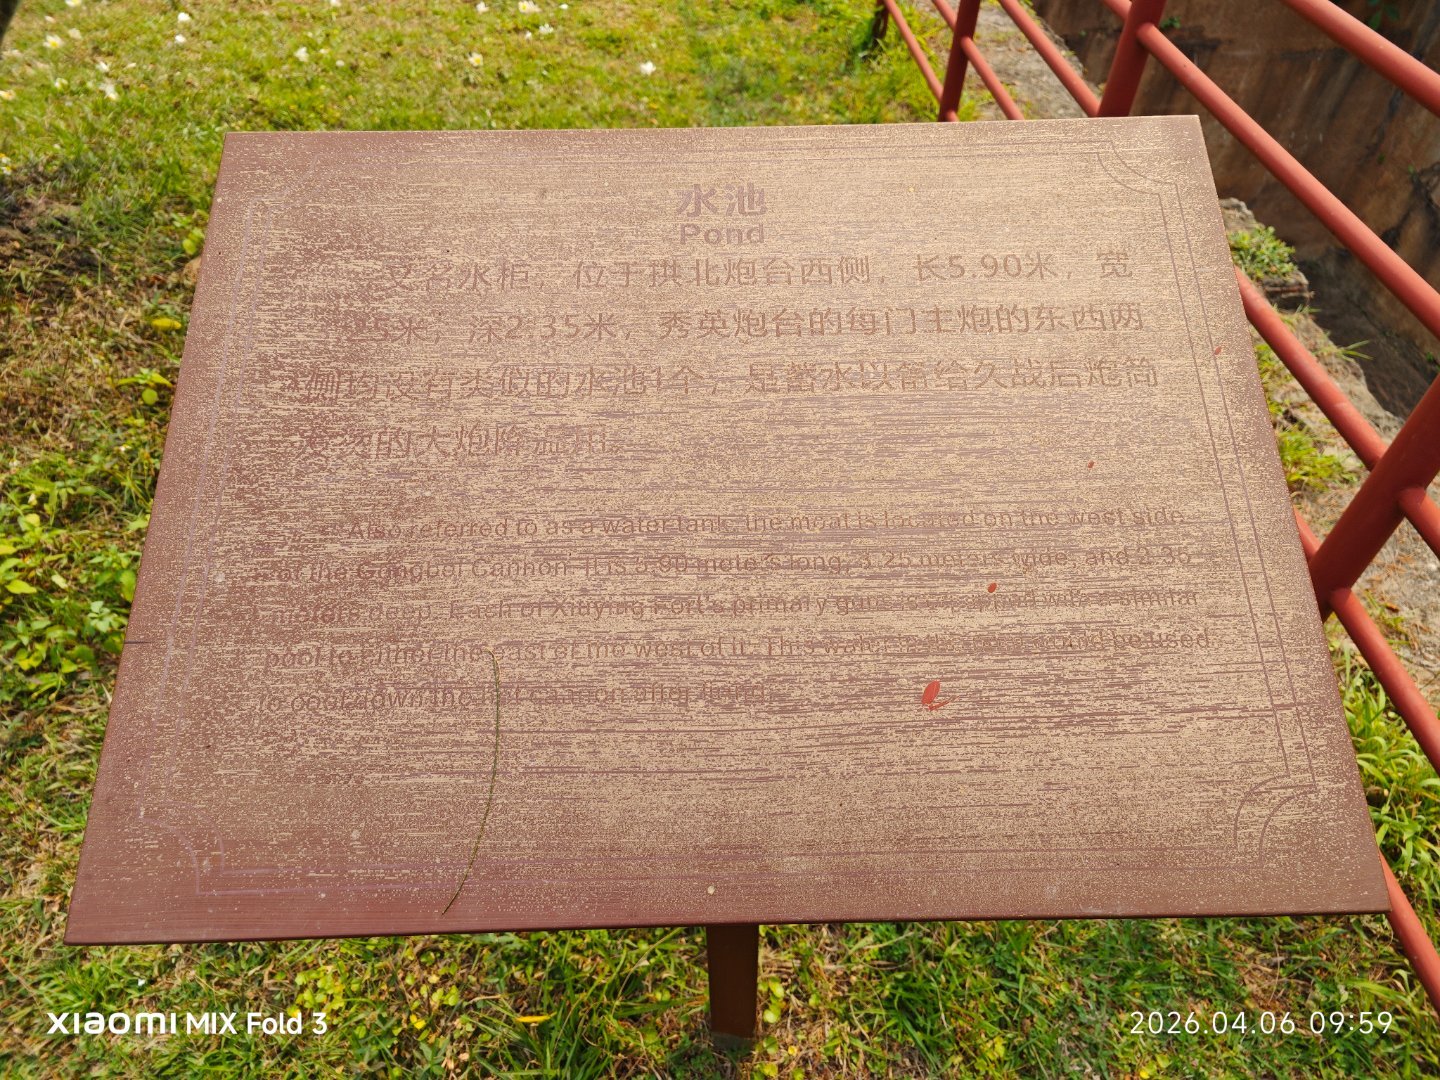 水池
Pond
又名水柜，位于拱北炮台西侧，长5.90米，宽
25米，深2.35米，秀英炮台的每门主炮的东西两
侧均设有类似的水池1个，是蓄水以备给久战后炮筒
发烫的大炮降温用。
Also referred to as a water tank, the moat is located on the west side
of the Gongbei Cannon. It is 5.90 meters long, 3.25 meters wide, and 2.35
meters deep. Each of Xiuying Fort's primary guns is equipped with a similar
pool to either the east or the west of it. This water could be used
to cool down the hot cannon after
xiaomi MIX Fold 3
2026.04.06 09:59